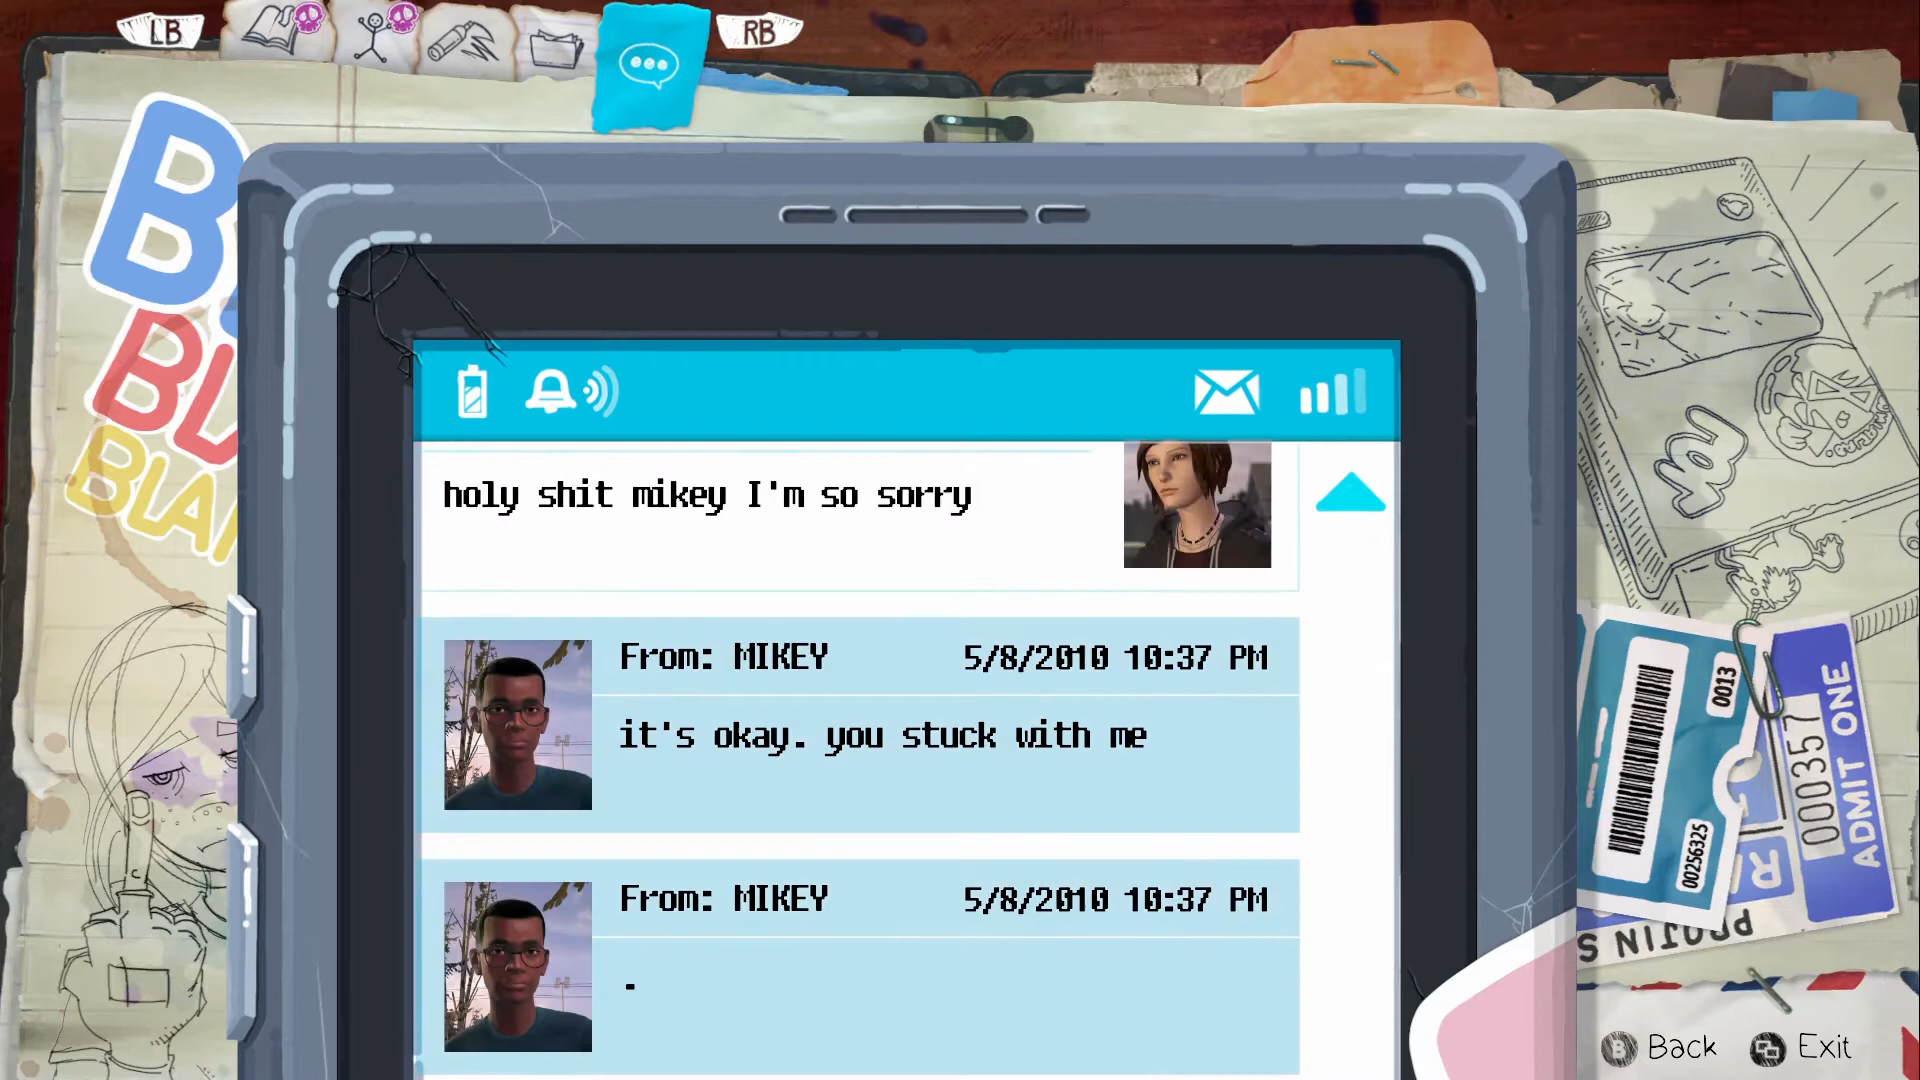 LB
RB
holy shit mikey I'm so sorry
From: MIKEY 5/8/2010 10:37 PM
it's okay. you stuck with me
From: MIKEY 5/8/2010 10:37 PM
.
0013
00256325
000357
ADMIT ONE
B Back
Exit